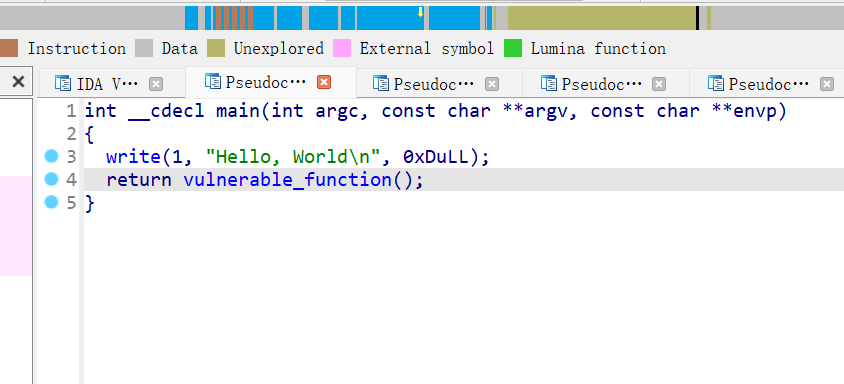 Instruction Data Unexplored External symbol Lumina function
IDA V··· Pseudoc··· Pseudoc··· Pseudoc··· Pseudoc···
1 int __cdecl main(int argc, const char **argv, const char **envp)
2 {
3 write(1, "Hello, World\n", 0xDuLL);
4 return vulnerable_function();
5 }